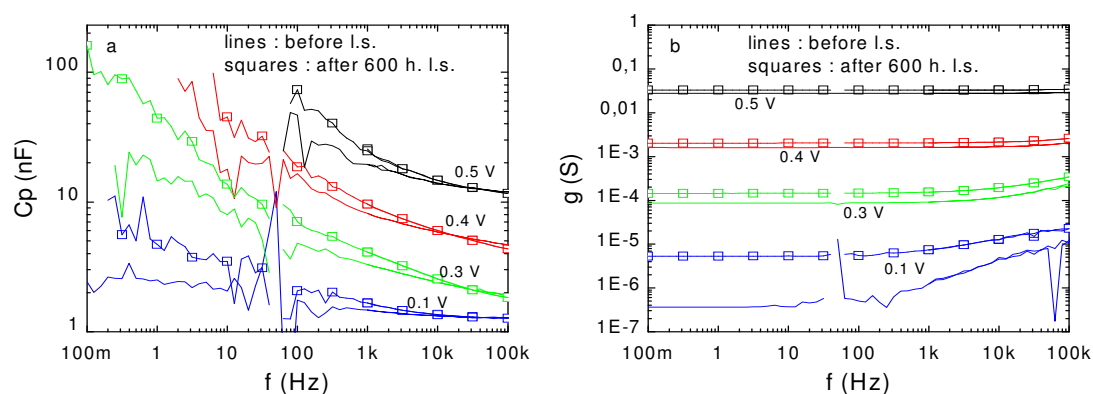 a
lines : before l.s.
squares : after 600 h. l.s.
Cp (nF)
100
10
1
0.5 V
0.4 V
0.3 V
0.1 V
100m 1 10 100 1k 10k 100k
f (Hz)
b
lines : before l.s.
squares : after 600 h. l.s.
g (S)
1
0,1
0,01
1E-3
1E-4
1E-5
1E-6
1E-7
0.5 V
0.4 V
0.3 V
0.1 V
100m 1 10 100 1k 10k 100k
f (Hz)